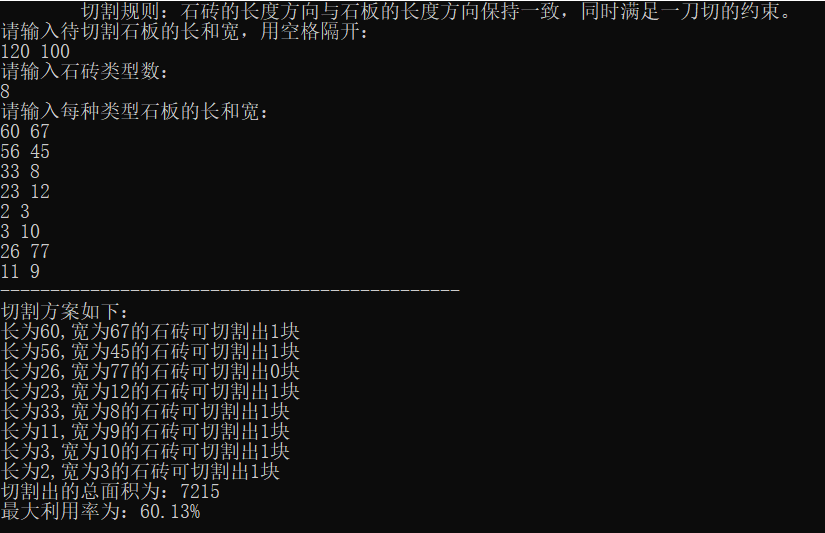 切割规则：石砖的长度方向与石板的长度方向保持一致，同时满足一刀切的约束。
请输入待切割石板的长和宽，用空格隔开：
120 100
请输入石砖类型数：
8
请输入每种类型石板的长和宽：
60 67
56 45
33 8
23 12
2 3
3 10
26 77
11 9
----------------------------------------------
切割方案如下：
长为60,宽为67的石砖可切割出1块
长为56,宽为45的石砖可切割出1块
长为26,宽为77的石砖可切割出0块
长为23,宽为12的石砖可切割出1块
长为33,宽为8的石砖可切割出1块
长为11,宽为9的石砖可切割出1块
长为3,宽为10的石砖可切割出1块
长为2,宽为3的石砖可切割出1块
切割出的总面积为：7215
最大利用率为：60.13%